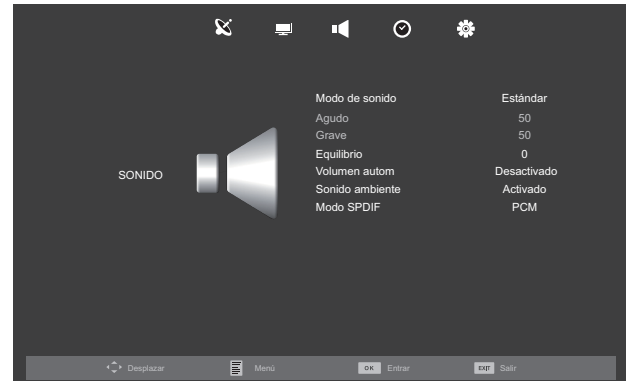 Modo de sonido Estándar
Agudo 50
Grave 50
Equilibrio 0
Volumen autom Desactivado
SONIDO
Sonido ambiente Activado
Modo SPDIF PCM
Desplazar Menú OK Entrar EXIT Salir